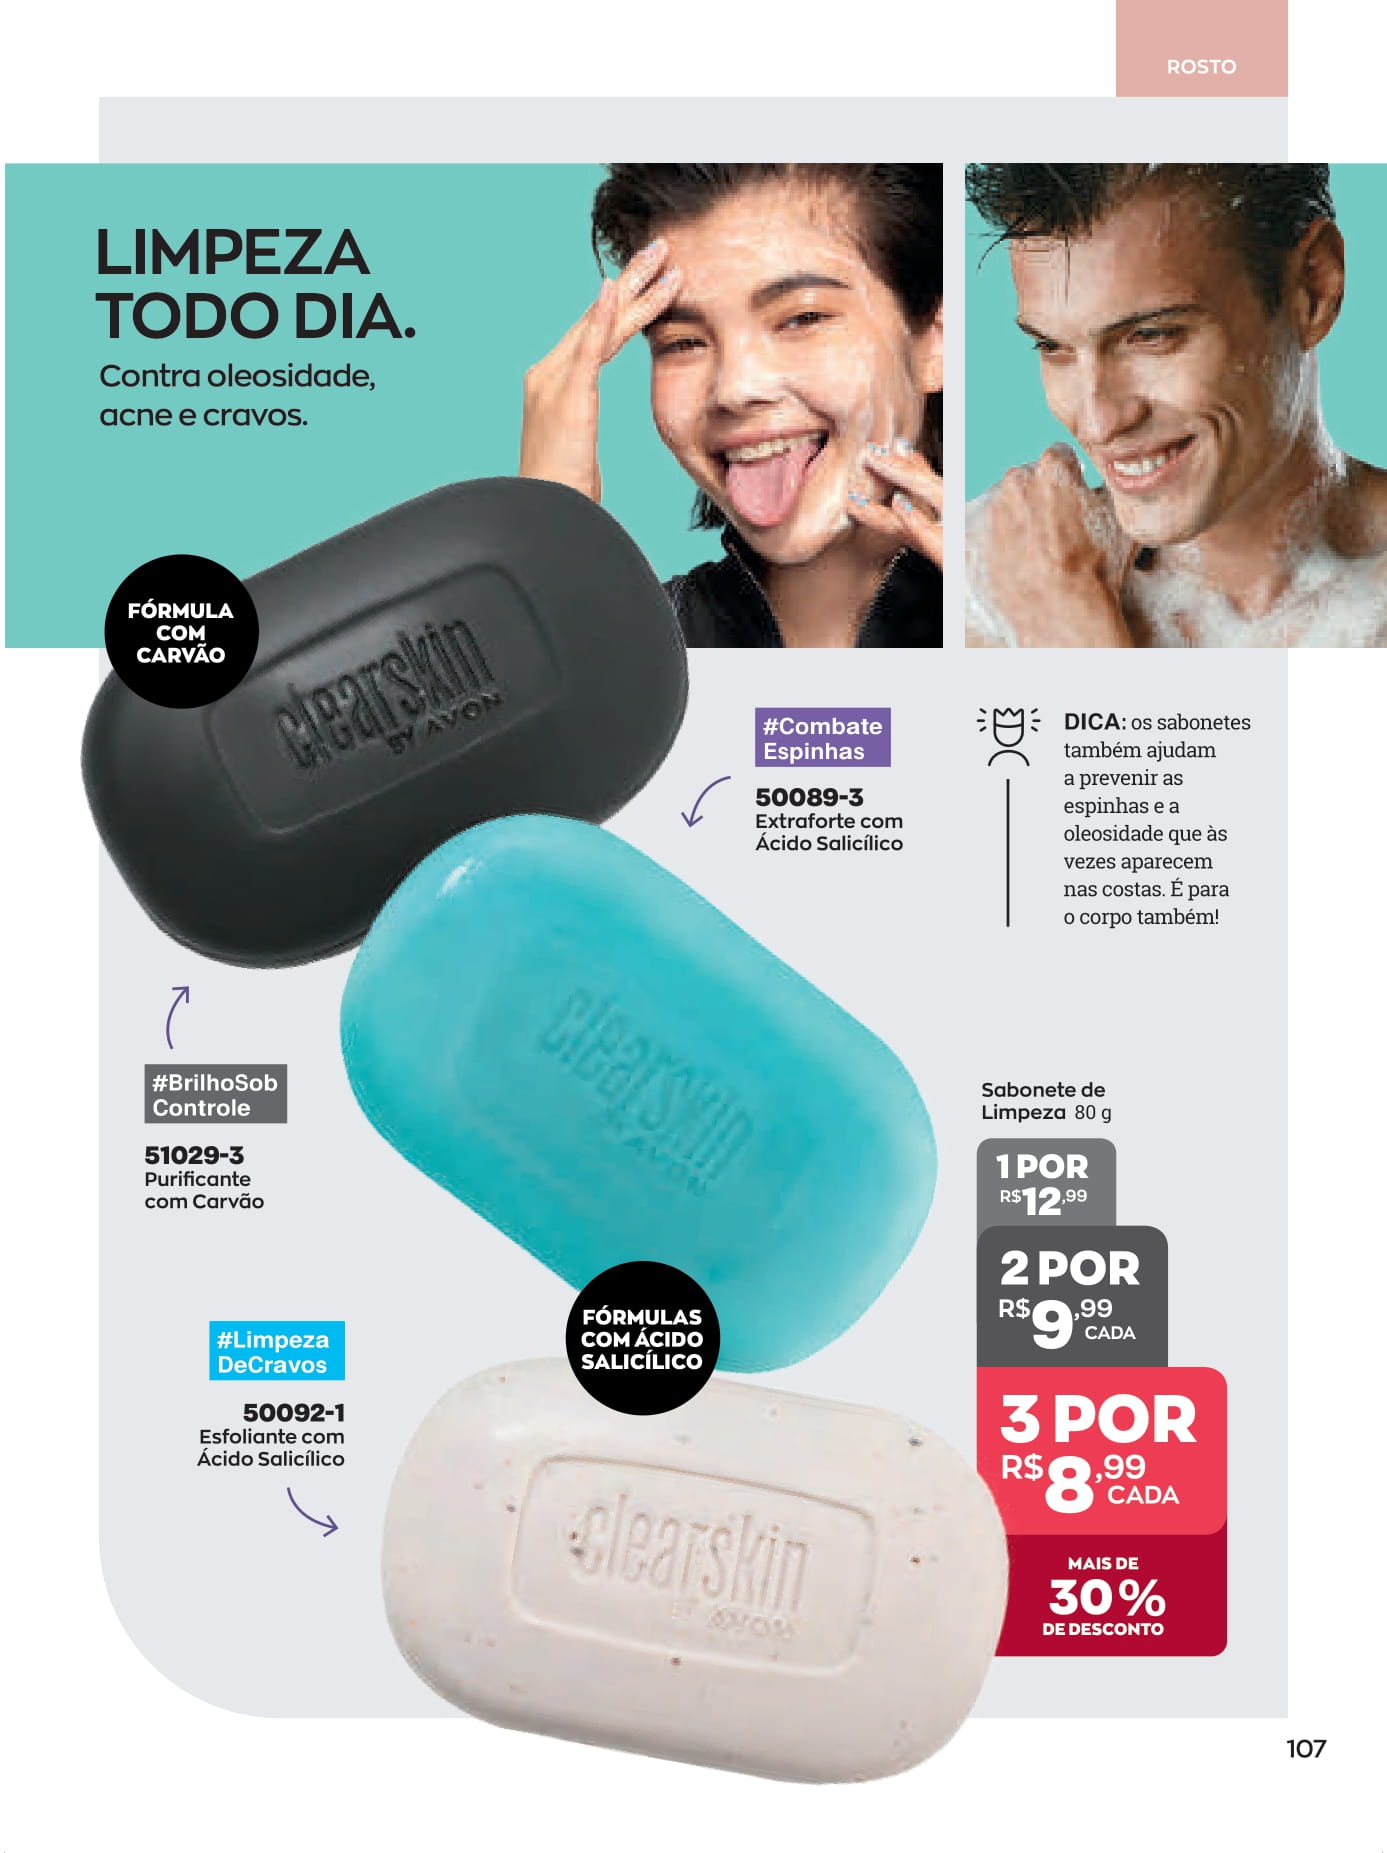 ROSTO
LIMPEZA
TODO DIA.
Contra oleosidade,
acne e cravos.
FÓRMULA
COM
CARVÃO
clearskin
BY AVON
#Combate
Espinhas
50089-3
Extraforte com
Ácido Salicílico
DICA: os sabonetes
também ajudam
a prevenir as
espinhas e a
oleosidade que às
vezes aparecem
nas costas. É para
o corpo também!
clearskin
BY AVON
#BrilhoSob
Controle
51029-3
Purificante
com Carvão
Sabonete de
Limpeza 80 g
1 POR
R$12,99
2 POR
R$9,99
CADA
3 POR
R$8,99
CADA
MAIS DE
30%
DE DESCONTO
FÓRMULAS
COM ÁCIDO
SALICÍLICO
#Limpeza
DeCravos
50092-1
Esfoliante com
Ácido Salicílico
clearskin
BY AVON
107